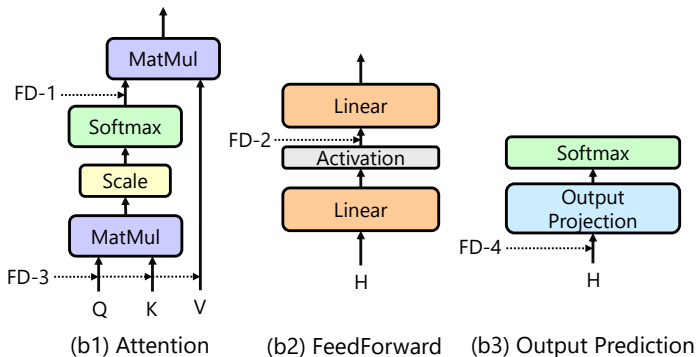 MatMul
FD-1
Softmax
Scale
MatMul
FD-3
Q K V
(b1) Attention
Linear
FD-2
Activation
Linear
H
(b2) FeedForward
Softmax
Output
Projection
FD-4
H
(b3) Output Prediction